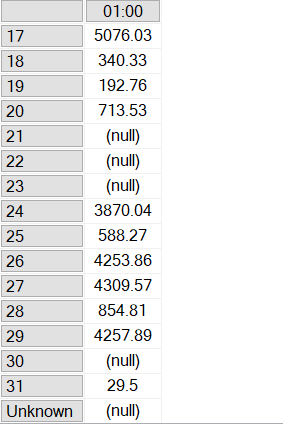 01:00
17 5076.03
18 340.33
19 192.76
20 713.53
21 (null)
22 (null)
23 (null)
24 3870.04
25 588.27
26 4253.86
27 4309.57
28 854.81
29 4257.89
30 (null)
31 29.5
Unknown (null)